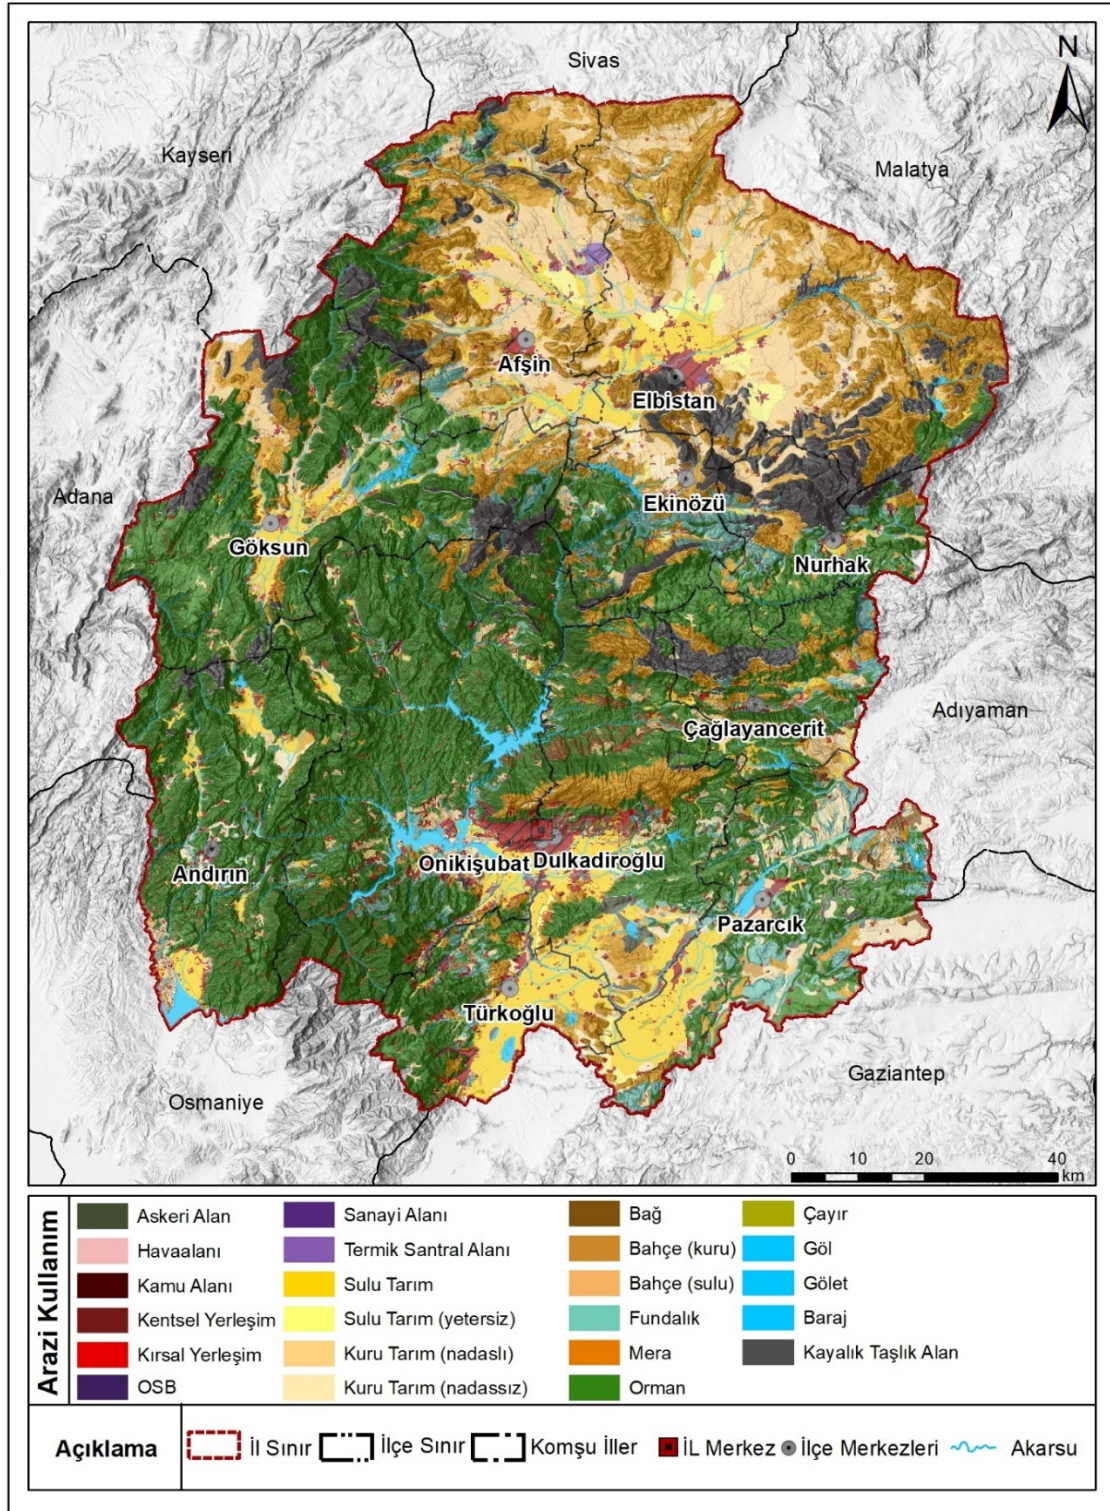 N
Sivas
Kayseri
Malatya
Afşin
Elbistan
Ekinözü
Adana
Göksun
Nurhak
Adıyaman
Çağlayancerit
Onikişubat
Dulkadiroğlu
Andırın
Pazarcık
Türkoğlu
Gaziantep
Osmaniye
0 10 20 40
km
Arazi Kullanım
Askeri Alan
Havaalanı
Kamu Alanı
Kentsel Yerleşim
Kırsal Yerleşim
OSB
Sanayi Alanı
Termik Santral Alanı
Sulu Tarım
Sulu Tarım (yetersiz)
Kuru Tarım (nadaslı)
Kuru Tarım (nadassız)
Bağ
Bahçe (kuru)
Bahçe (sulu)
Fundalık
Mera
Orman
Çayır
Göl
Gölet
Baraj
Kayalık Taşlık Alan
Açıklama
İl Sınır
İlçe Sınır
Komşu İller
İL Merkez
İlçe Merkezleri
Akarsu